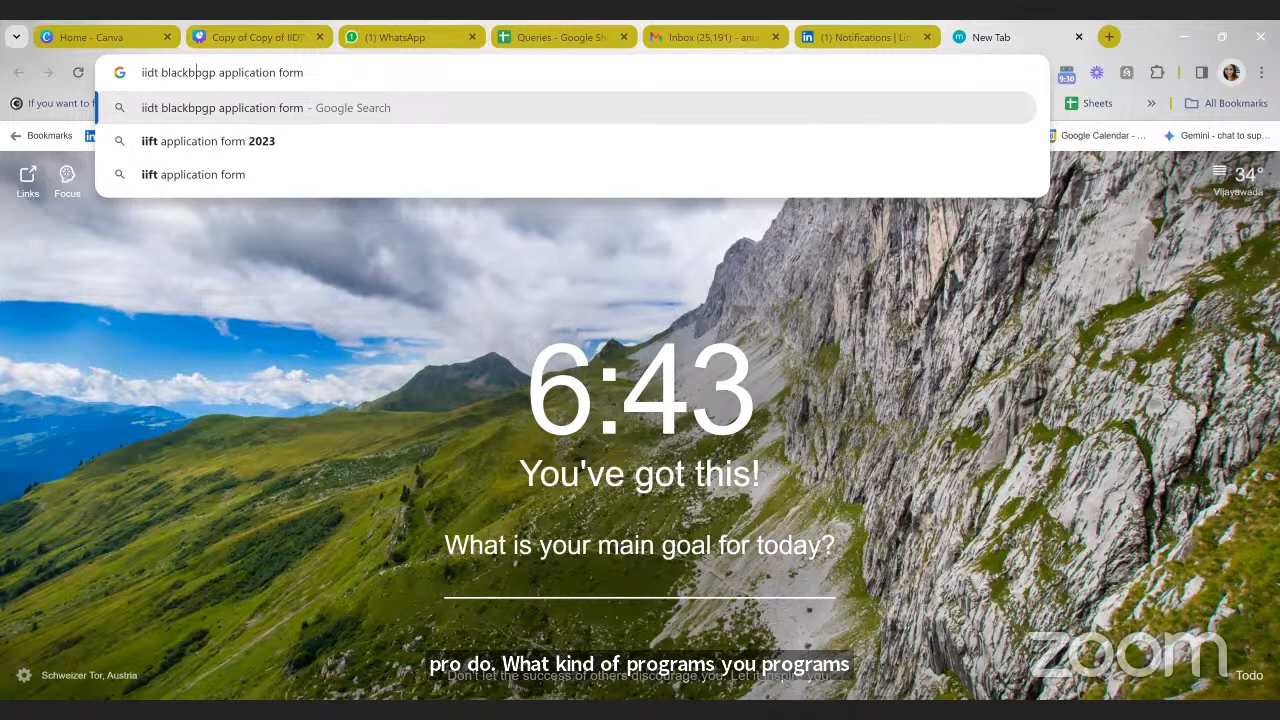 Home - Canva
Copy of Copy of IIDT
(1) WhatsApp
Queries - Google Sh
Inbox (25,191) - anu
(1) Notifications | Lin
New Tab
iidt blackbpgp application form
9:30
iidt blackbpgp application form - Google Search
iift application form 2023
iift application form
If you want to f
Sheets
All Bookmarks
Bookmarks
Google Calendar - ...
Gemini - chat to sup...
Links
Focus
34°
Vijayawada
6:43
You've got this!
What is your main goal for today?
pro do. What kind of programs you programs
Don't let the success of others discourage you. Let it inspire you.
Schweizer Tor, Austria
zoom
Todo